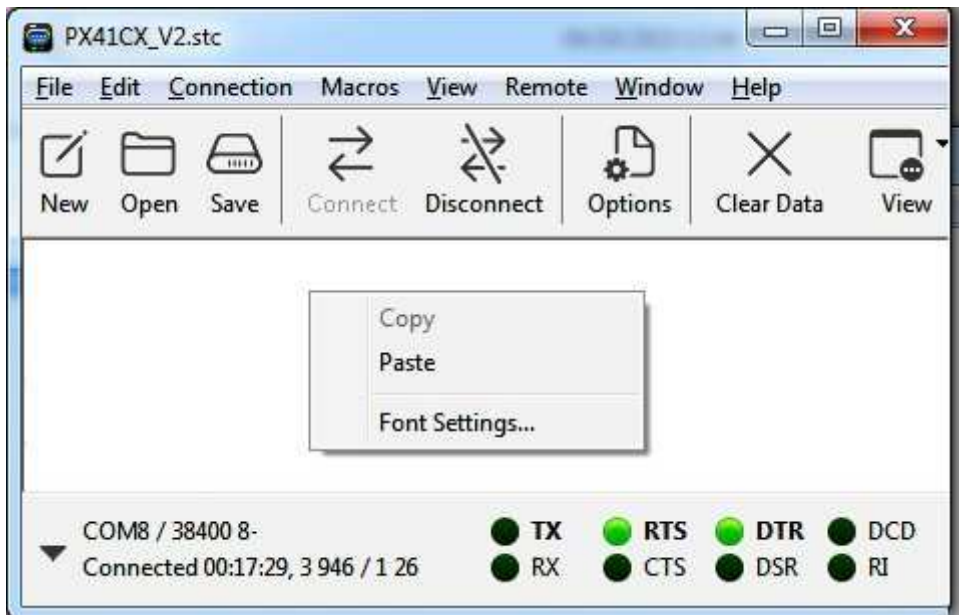 PX41CX_V2.stc
File Edit Connection Macros View Remote Window Help
New Open Save Connect Disconnect Options Clear Data View
Copy
Paste
Font Settings...
COM8 / 38400 8-
Connected 00:17:29, 3 946 / 1 26
TX RTS DTR DCD
RX CTS DSR RI